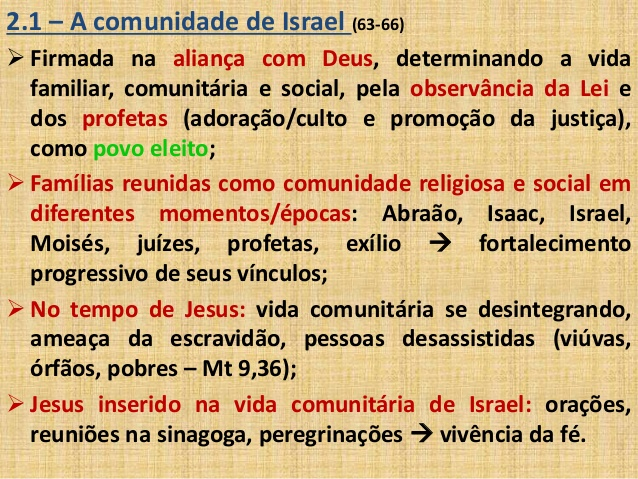 2.1 – A comunidade de Israel (63-66)
➢ Firmada na aliança com Deus, determinando a vida
familiar, comunitária e social, pela observância da Lei e
dos profetas (adoração/culto e promoção da justiça),
como povo eleito;
➢ Famílias reunidas como comunidade religiosa e social em
diferentes momentos/épocas: Abraão, Isaac, Israel,
Moisés, juízes, profetas, exílio → fortalecimento
progressivo de seus vínculos;
➢ No tempo de Jesus: vida comunitária se desintegrando,
ameaça da escravidão, pessoas desassistidas (viúvas,
órfãos, pobres – Mt 9,36);
➢ Jesus inserido na vida comunitária de Israel: orações,
reuniões na sinagoga, peregrinações → vivência da fé.